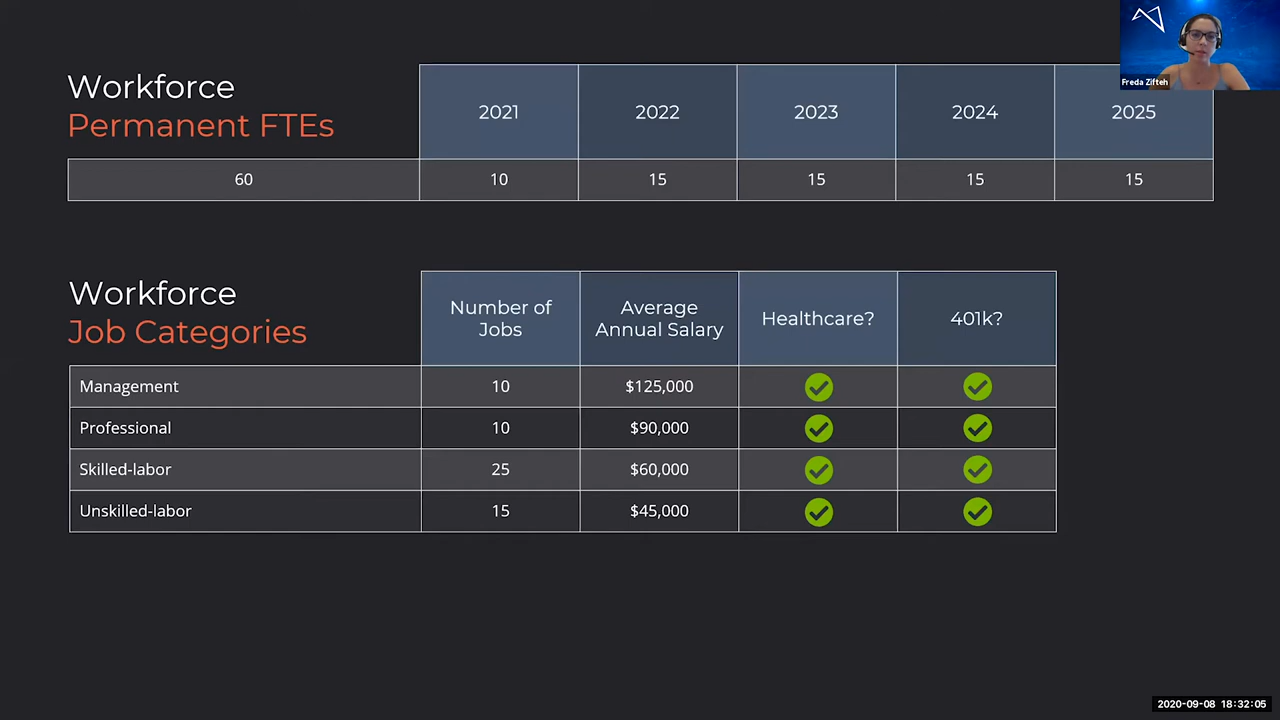 Freda Zifteh
Workforce
Permanent FTEs
2021 2022 2023 2024 2025
60 10 15 15 15 15
Workforce
Job Categories
Number of
Jobs
Average
Annual Salary
Healthcare?
401k?
Management 10 $125,000
Professional 10 $90,000
Skilled-labor 25 $60,000
Unskilled-labor 15 $45,000
2020-09-08 18:32:05